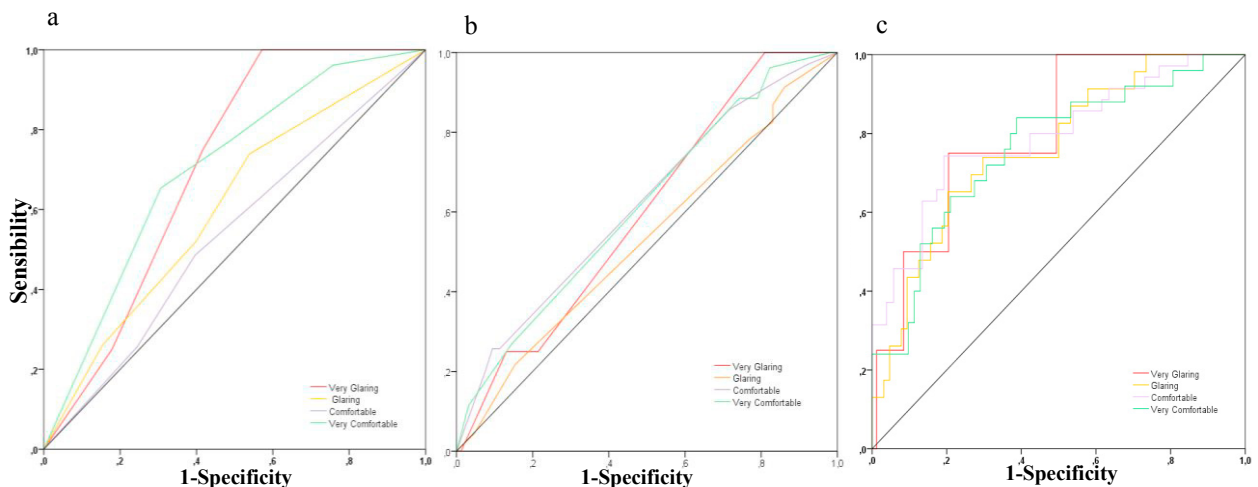 a
b
c
Sensibility
1,0
,8
,6
,4
,2
,0
Very Glaring
Glaring
Comfortable
Very Comfortable
,0
,2
,4
,6
,8
1,0
1-Specificity
1,0
,8
,6
,4
,2
,0
Very Glaring
Glaring
Comfortable
Very Comfortable
,0
,2
,4
,6
,8
1,0
1-Specificity
1,0
,8
,6
,4
,2
,0
Very Glaring
Glaring
Comfortable
Very Comfortable
,0
,2
,4
,6
,8
1,0
1-Specificity